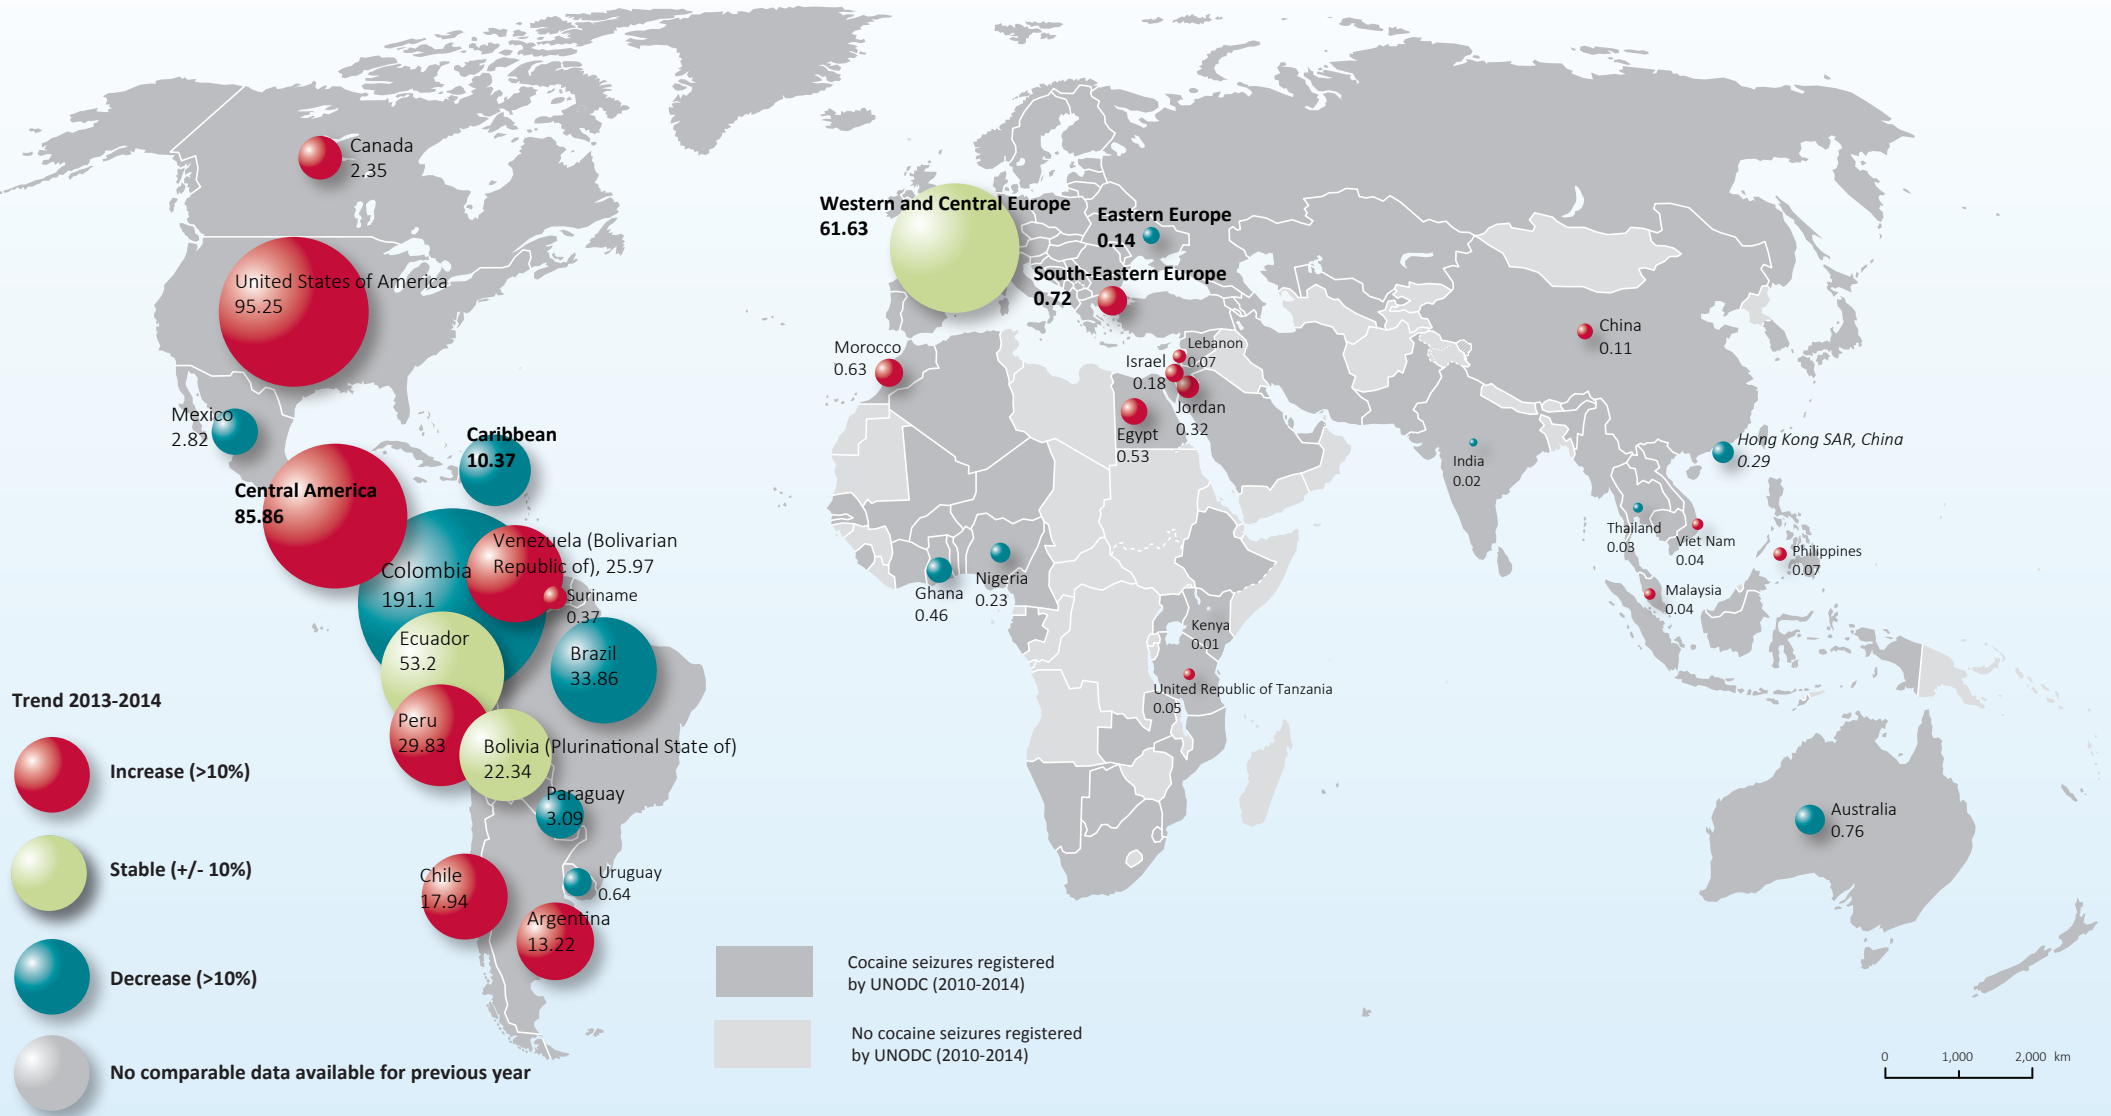 Canada
2.35
United States of America
95.25
Mexico
2.82
Caribbean
10.37
Central America
85.86
Venezuela (Bolivarian
Republic of), 25.97
Colombia
191.1
Suriname
0.37
Ecuador
53.2
Brazil
33.86
Peru
29.83
Bolivia (Plurinational State of)
22.34
Paraguay
3.09
Chile
17.94
Uruguay
0.64
Argentina
13.22
Western and Central Europe
61.63
Eastern Europe
0.14
South-Eastern Europe
0.72
Morocco
0.63
Lebanon
0.07
Israel
0.18
Jordan
0.32
Egypt
0.53
Ghana
0.46
Nigeria
0.23
Kenya
0.01
United Republic of Tanzania
0.05
China
0.11
Hong Kong SAR, China
0.29
India
0.02
Thailand
0.03
Viet Nam
0.04
Philippines
0.07
Malaysia
0.04
Australia
0.76
Trend 2013-2014
Increase (>10%)
Stable (+/- 10%)
Decrease (>10%)
No comparable data available for previous year
Cocaine seizures registered
by UNODC (2010-2014)
No cocaine seizures registered
by UNODC (2010-2014)
0 1,000 2,000 km